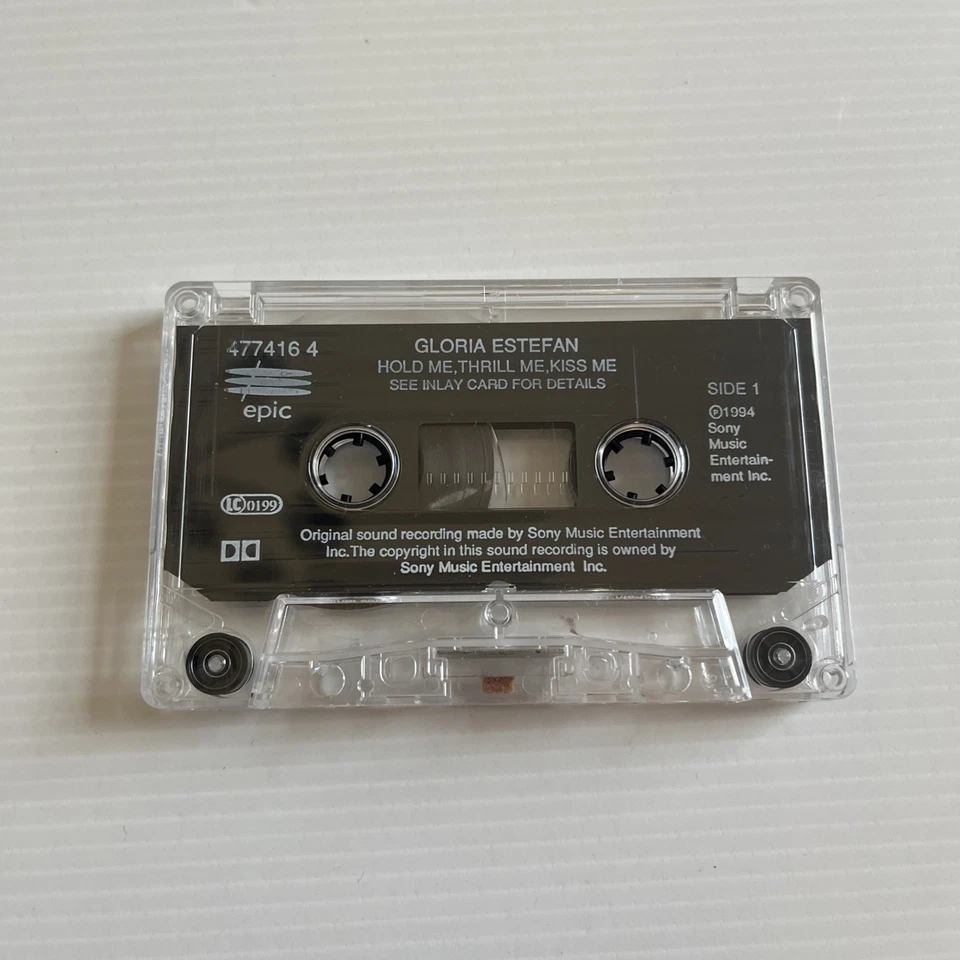 477416 4
epic
GLORIA ESTEFAN
HOLD ME,THRILL ME,KISS ME
SEE INLAY CARD FOR DETAILS
SIDE 1
Ⓟ1994
Sony
Music
Entertain-
ment Inc.
LC 0199
Original sound recording made by Sony Music Entertainment
Inc.The copyright in this sound recording is owned by
Sony Music Entertainment Inc.